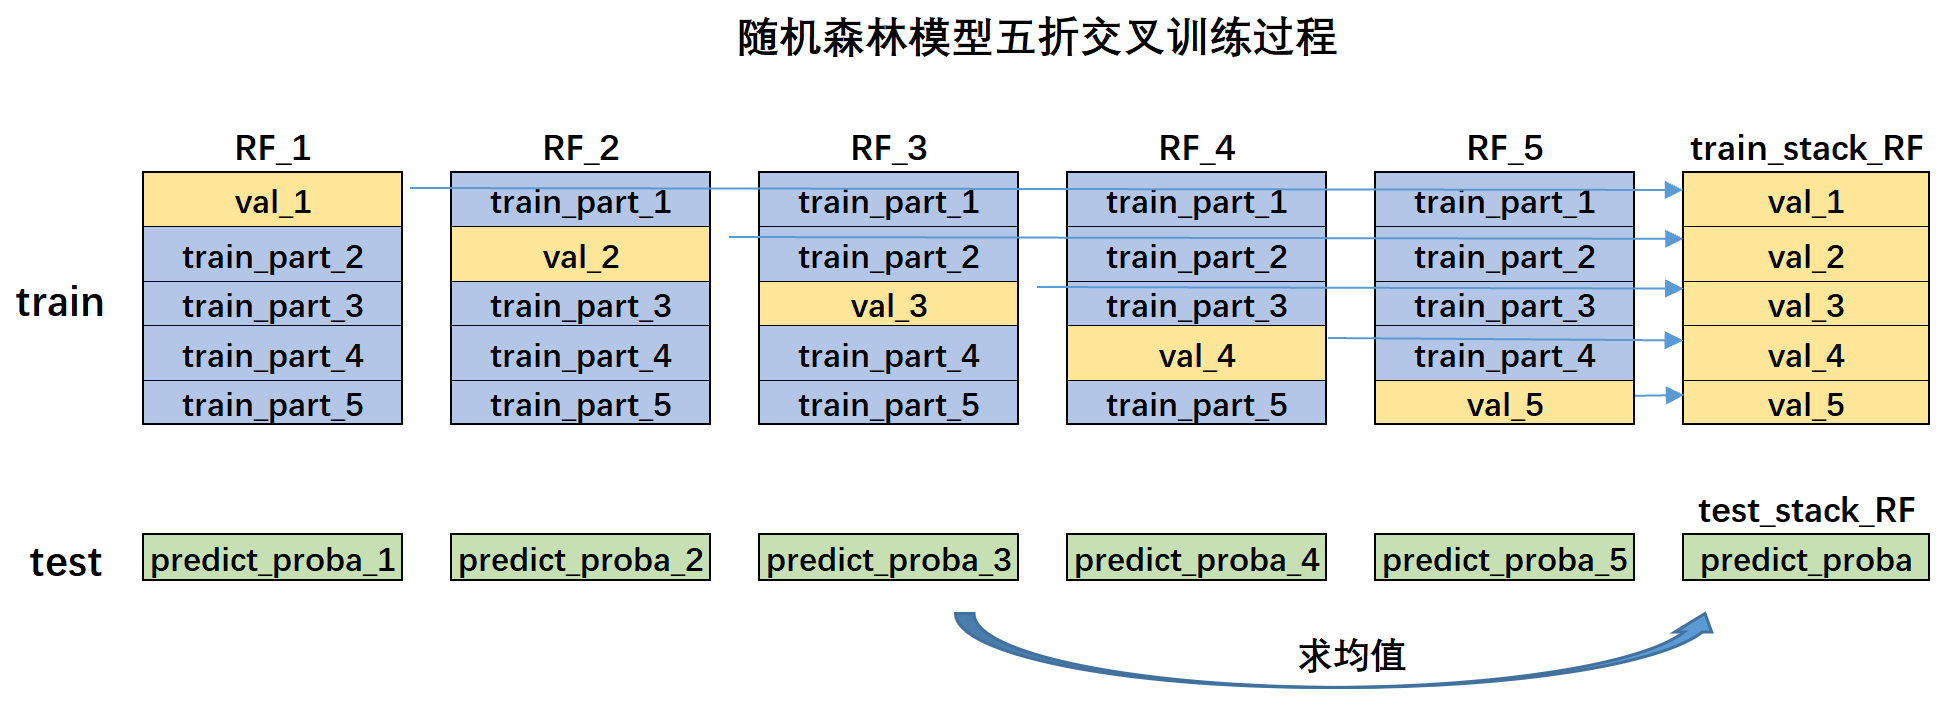 随机森林模型五折交叉训练过程
RF_1 RF_2 RF_3 RF_4 RF_5 train_stack_RF
val_1 train_part_1 train_part_1 train_part_1 train_part_1 val_1
train_part_2 val_2 train_part_2 train_part_2 train_part_2 val_2
train
train_part_3 train_part_3 val_3 train_part_3 train_part_3 val_3
train_part_4 train_part_4 train_part_4 val_4 train_part_4 val_4
train_part_5 train_part_5 train_part_5 train_part_5 val_5 val_5
test_stack_RF
test predict_proba_1 predict_proba_2 predict_proba_3 predict_proba_4 predict_proba_5 predict_proba
求均值